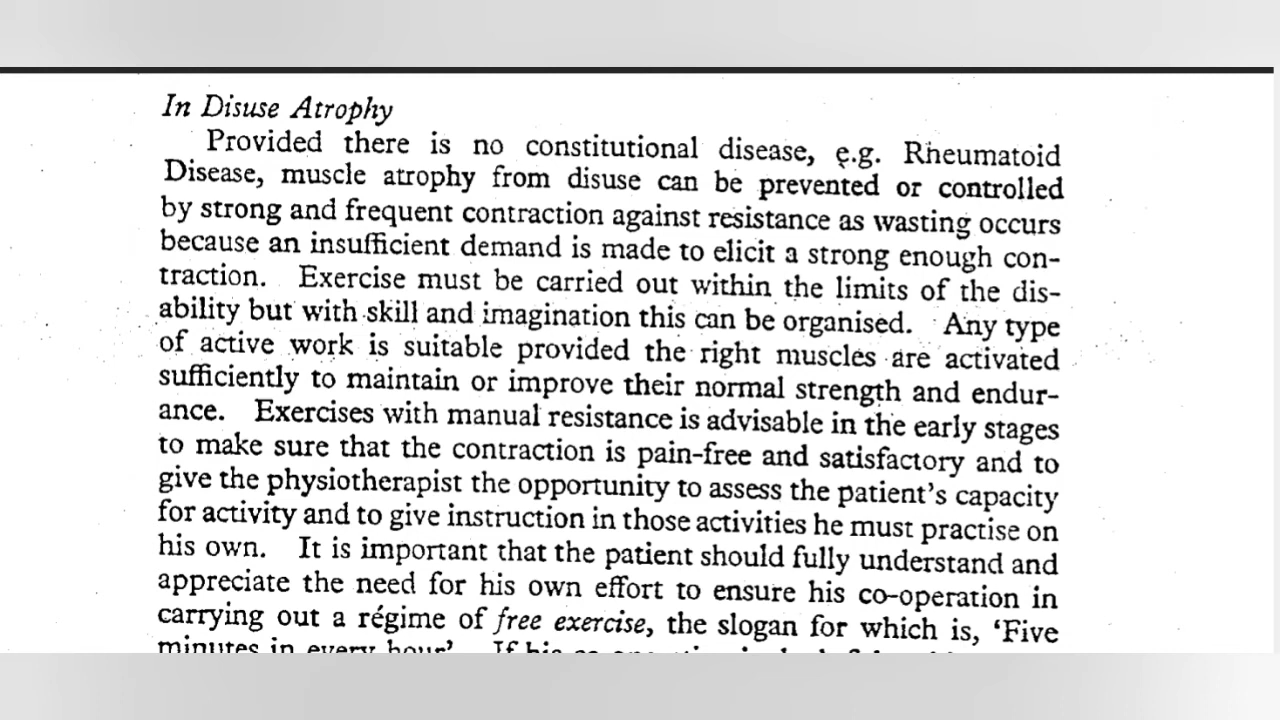 In Disuse Atrophy
Provided there is no constitutional disease, e.g. Rheumatoid
Disease, muscle atrophy from disuse can be prevented or controlled
by strong and frequent contraction against resistance as wasting occurs
because an insufficient demand is made to elicit a strong enough con-
traction. Exercise must be carried out within the limits of the dis-
ability but with skill and imagination this can be organised. Any type
of active work is suitable provided the right muscles are activated
sufficiently to maintain or improve their normal strength and endur-
ance. Exercises with manual resistance is advisable in the early stages
to make sure that the contraction is pain-free and satisfactory and to
give the physiotherapist the opportunity to assess the patient's capacity
for activity and to give instruction in those activities he must practise on
his own. It is important that the patient should fully understand and
appreciate the need for his own effort to ensure his co-operation in
carrying out a régime of free exercise, the slogan for which is, ‘Five
minutes in every hour’. If his